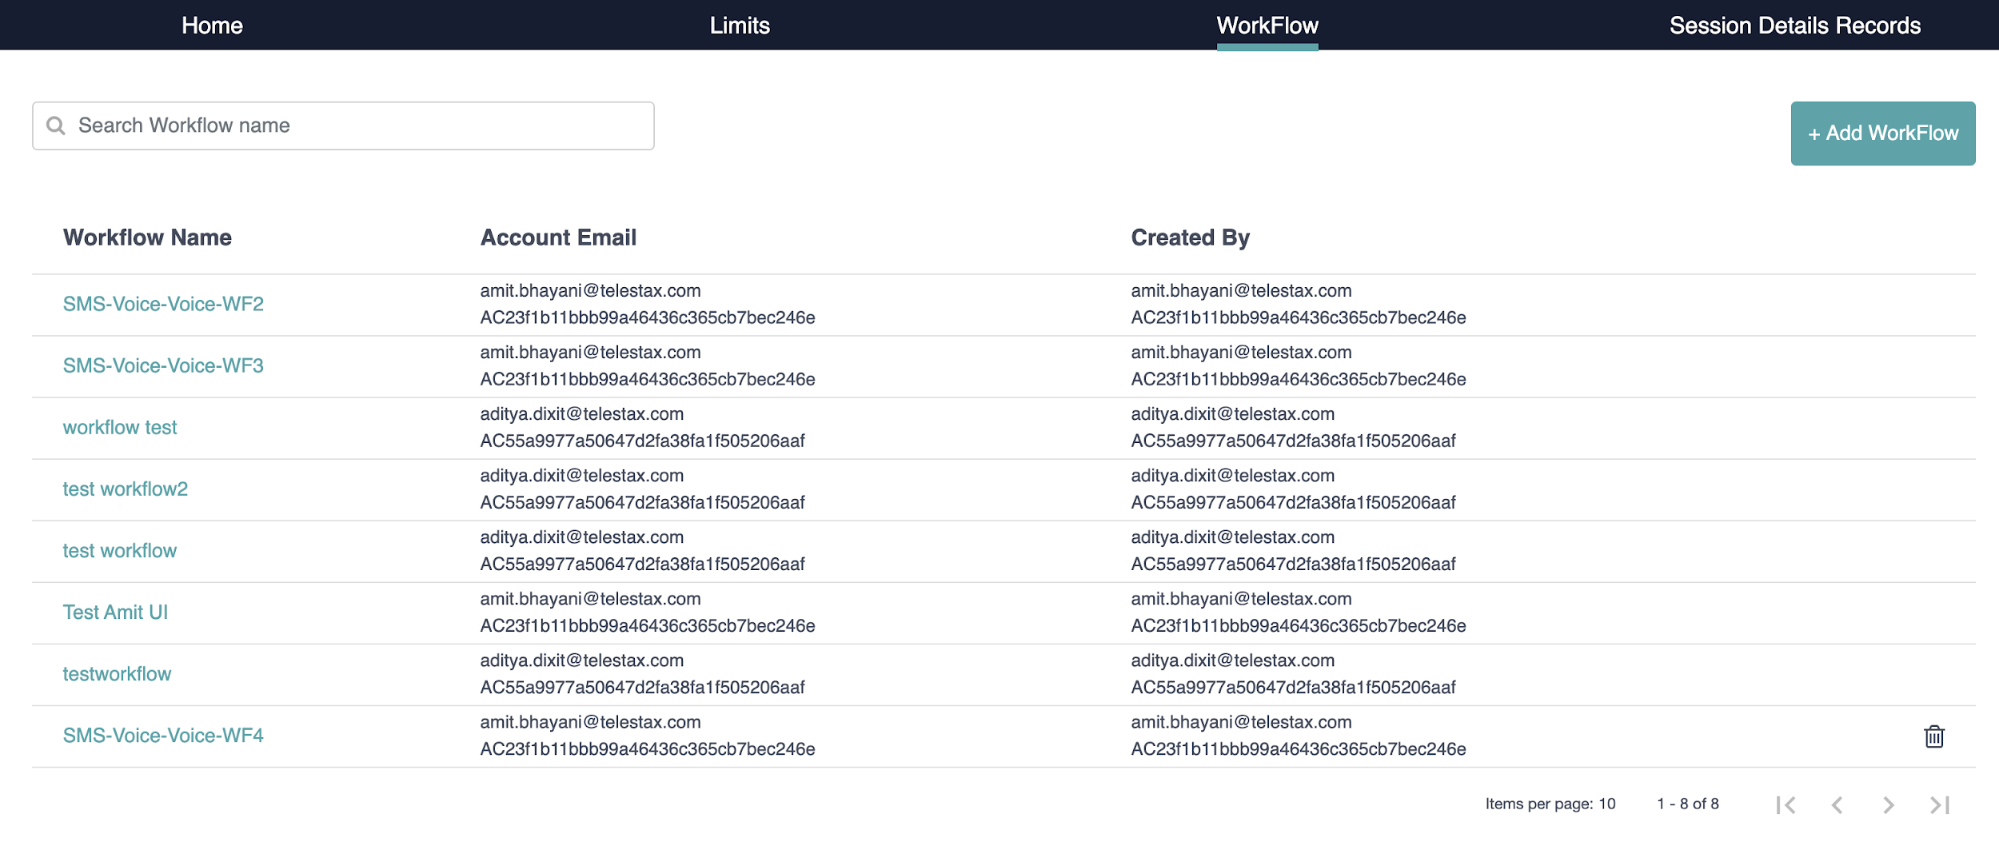 Home Limits WorkFlow Session Details Records
Search Workflow name
+ Add WorkFlow
Workflow Name Account Email Created By
SMS-Voice-Voice-WF2
amit.bhayani@telestax.com amit.bhayani@telestax.com
AC23f1b11bbb99a46436c365cb7bec246e AC23f1b11bbb99a46436c365cb7bec246e
SMS-Voice-Voice-WF3
amit.bhayani@telestax.com amit.bhayani@telestax.com
AC23f1b11bbb99a46436c365cb7bec246e AC23f1b11bbb99a46436c365cb7bec246e
workflow test
aditya.dixit@telestax.com aditya.dixit@telestax.com
AC55a9977a50647d2fa38fa1f505206aaf AC55a9977a50647d2fa38fa1f505206aaf
test workflow2
aditya.dixit@telestax.com aditya.dixit@telestax.com
AC55a9977a50647d2fa38fa1f505206aaf AC55a9977a50647d2fa38fa1f505206aaf
test workflow
aditya.dixit@telestax.com aditya.dixit@telestax.com
AC55a9977a50647d2fa38fa1f505206aaf AC55a9977a50647d2fa38fa1f505206aaf
Test Amit UI
amit.bhayani@telestax.com amit.bhayani@telestax.com
AC23f1b11bbb99a46436c365cb7bec246e AC23f1b11bbb99a46436c365cb7bec246e
testworkflow
aditya.dixit@telestax.com aditya.dixit@telestax.com
AC55a9977a50647d2fa38fa1f505206aaf AC55a9977a50647d2fa38fa1f505206aaf
SMS-Voice-Voice-WF4
amit.bhayani@telestax.com amit.bhayani@telestax.com
AC23f1b11bbb99a46436c365cb7bec246e AC23f1b11bbb99a46436c365cb7bec246e
Items per page: 10 1 - 8 of 8